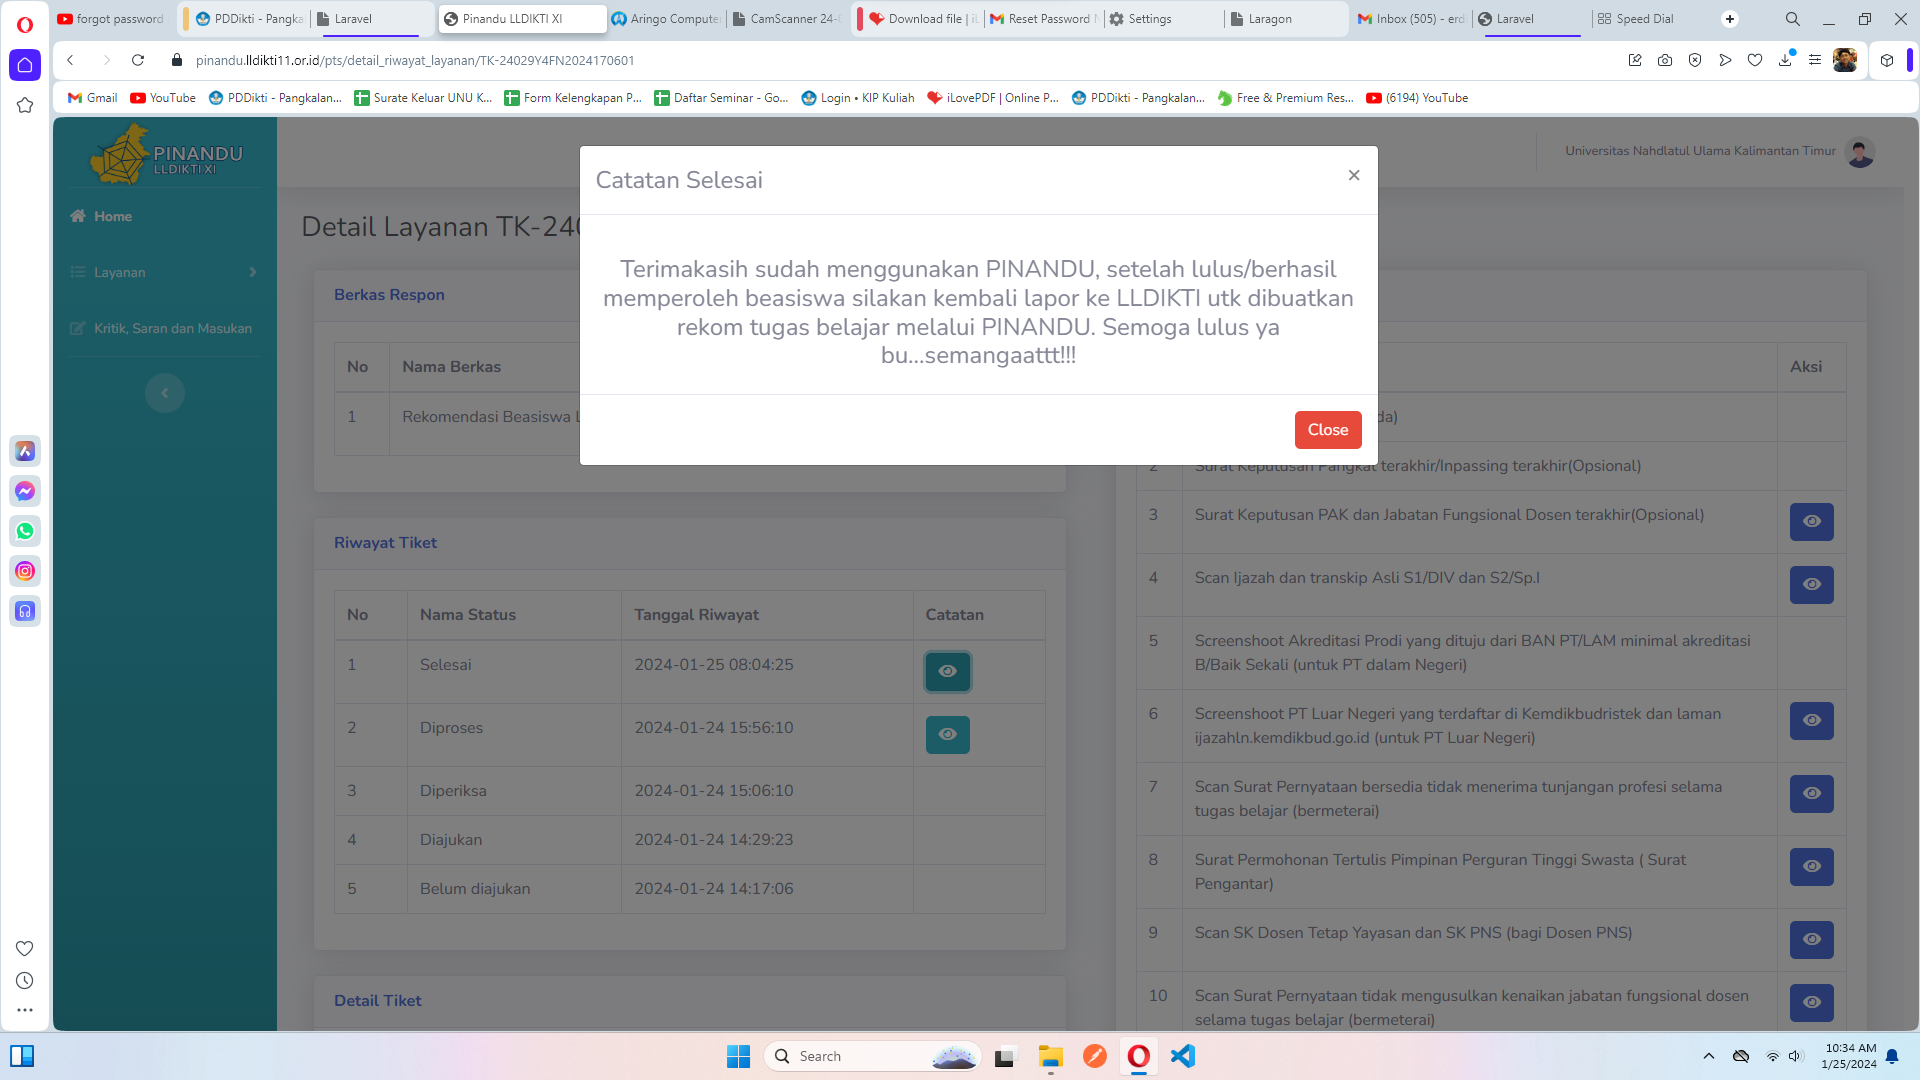 forgot password
PDDikti - Pangka
Laravel
Pinandu LLDIKTI XI
Aringo Compute
CamScanner 24-
Download file | iL
Reset Password
Settings
Laragon
Inbox (505) - erd
Laravel
Speed Dial
pinandu.lldikti11.or.id/pts/detail_riwayat_layanan/TK-24029Y4FN2024170601
Gmail
YouTube
PDDikti - Pangkalan...
Surate Keluar UNU K...
Form Kelengkapan P...
Daftar Seminar - Go...
Login • KIP Kuliah
iLovePDF | Online P...
PDDikti - Pangkalan...
Free & Premium Res...
(6194) YouTube
PINANDU
LLDIKTI XI
Home
Layanan
Kritik, Saran dan Masukan
Universitas Nahdlatul Ulama Kalimantan Timur
Detail Layanan TK-240
Catatan Selesai
×
Terimakasih sudah menggunakan PINANDU, setelah lulus/berhasil
memperoleh beasiswa silakan kembali lapor ke LLDIKTI utk dibuatkan
rekom tugas belajar melalui PINANDU. Semoga lulus ya
bu...semangaattt!!!
Close
Berkas Respon
No Nama Berkas
1 Rekomendasi Beasiswa L
Riwayat Tiket
No Nama Status Tanggal Riwayat Catatan
1 Selesai 2024-01-25 08:04:25
2 Diproses 2024-01-24 15:56:10
3 Diperiksa 2024-01-24 15:06:10
4 Diajukan 2024-01-24 14:29:23
5 Belum diajukan 2024-01-24 14:17:06
Detail Tiket
Aksi
da)
2 Surat Keputusan Pangkat terakhir/Inpassing terakhir(Opsional)
3 Surat Keputusan PAK dan Jabatan Fungsional Dosen terakhir(Opsional)
4 Scan Ijazah dan transkip Asli S1/DIV dan S2/Sp.I
5 Screenshoot Akreditasi Prodi yang dituju dari BAN PT/LAM minimal akreditasi
B/Baik Sekali (untuk PT dalam Negeri)
6 Screenshoot PT Luar Negeri yang terdaftar di Kemdikbudristek dan laman
ijazahln.kemdikbud.go.id (untuk PT Luar Negeri)
7 Scan Surat Pernyataan bersedia tidak menerima tunjangan profesi selama
tugas belajar (bermeterai)
8 Surat Permohonan Tertulis Pimpinan Perguran Tinggi Swasta ( Surat
Pengantar)
9 Scan SK Dosen Tetap Yayasan dan SK PNS (bagi Dosen PNS)
10 Scan Surat Pernyataan tidak mengusulkan kenaikan jabatan fungsional dosen
selama tugas belajar (bermeterai)
Search
10:34 AM
1/25/2024